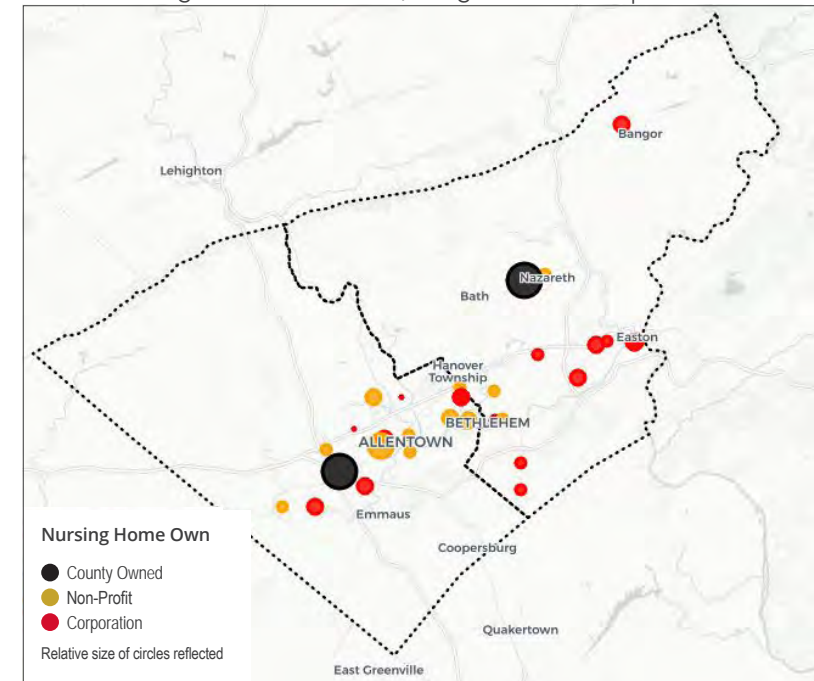 Bangor
Lehighton
Nazareth
Bath
Easton
Hanover
Township
BETHLEHEM
ALLENTOWN
Emmaus
Coopersburg
Quakertown
East Greenville
Nursing Home Own
County Owned
Non-Profit
Corporation
Relative size of circles reflected